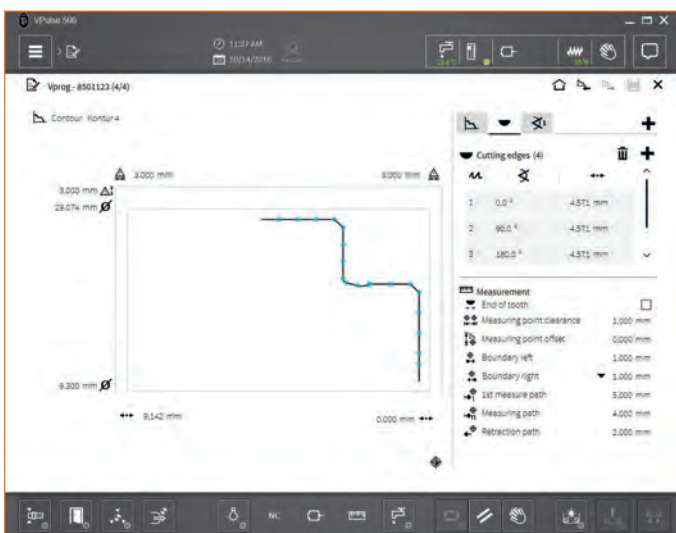 VPulse 500
11:37 AM
10/14/2016
Vprog - 8501123 (4/4)
Contour Kontur4
3,000 mm
3,000 mm
3,000 mm
29,074 mm
9,300 mm
9,142 mm
0,000 mm
Cutting edges (4)
1 0.0 ° 4.571 mm
2 90.0 ° 4.571 mm
3 180.0 ° 4.571 mm
Measurement
End of tooth
Measuring point clearance 1,000 mm
Measuring point offset 0,000 mm
Boundary left 1.000 mm
Boundary right 1,000 mm
1st measure path 5,000 mm
Measuring path 4,000 mm
Retraction path 2,000 mm
NC